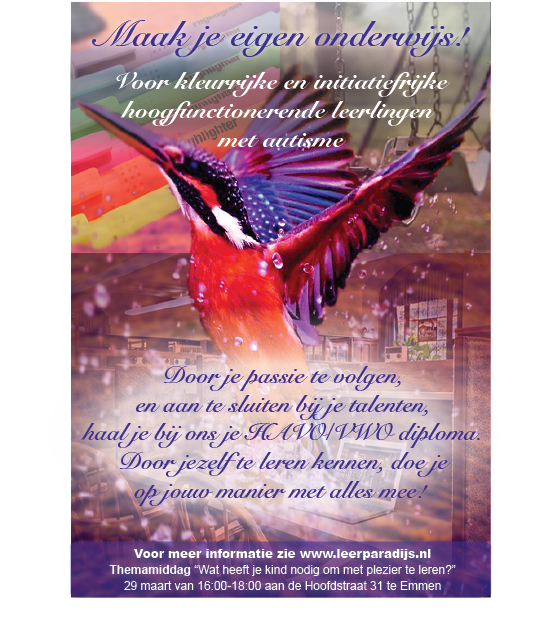 Maak je eigen onderwijs!
Voor kleurrijke en initiatiefrijke
hoogfunctionerende leerlingen
met autisme
highlighter
Door je passie te volgen,
en aan te sluiten bij je talenten,
haal je bij ons je HAVO/VWO diploma.
Door jezelf te leren kennen, doe je
op jouw manier met alles mee!
Voor meer informatie zie www.leerparadijs.nl
Themamiddag “Wat heeft je kind nodig om met plezier te leren?”
29 maart van 16:00-18:00 aan de Hoofdstraat 31 te Emmen